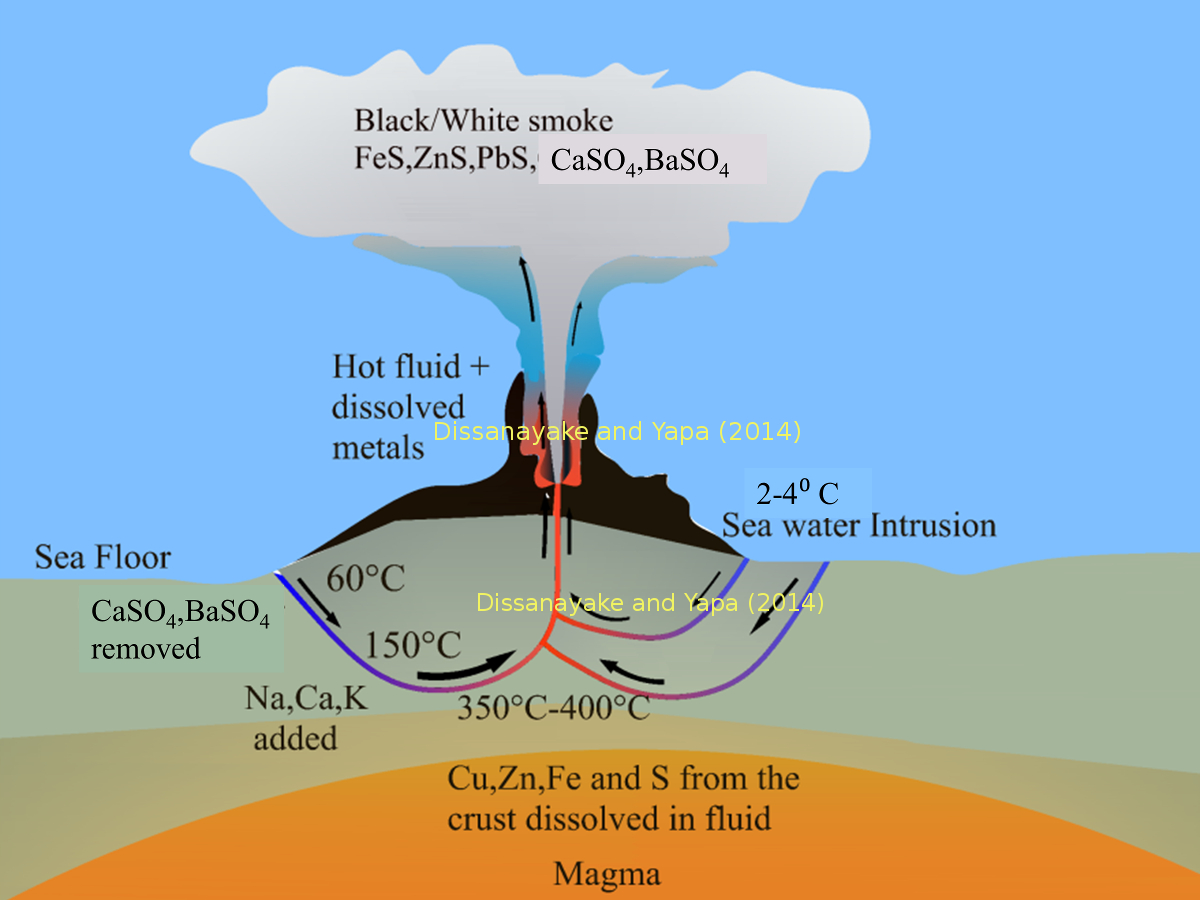 Black/White smoke
FeS,ZnS,PbS,
CaSO₄,BaSO₄
Hot fluid +
dissolved
metals
Dissanayake and Yapa (2014)
2-4⁰ C
Sea water Intrusion
Sea Floor
60°C
CaSO₄,BaSO₄
removed
Dissanayake and Yapa (2014)
150°C
Na,Ca,K
added
350°C-400°C
Cu,Zn,Fe and S from the
crust dissolved in fluid
Magma